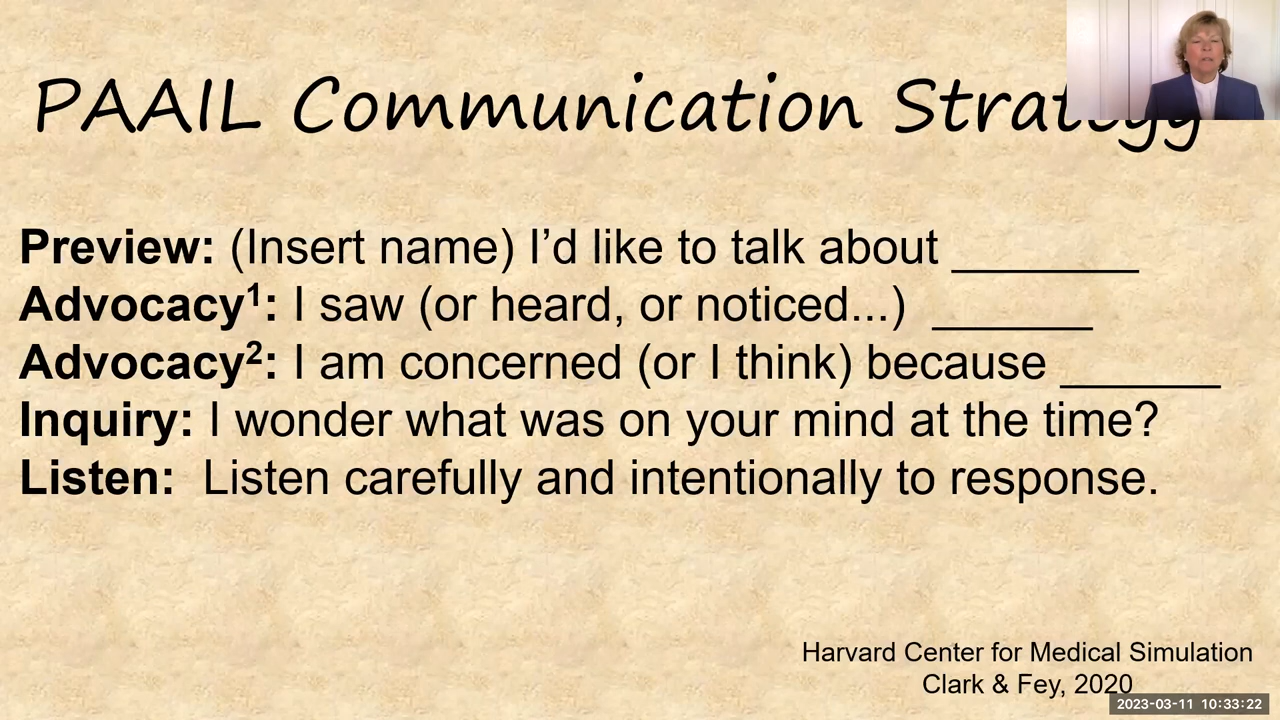 PAAIL Communication Strategy
Preview: (Insert name) I’d like to talk about ________
Advocacy¹: I saw (or heard, or noticed...) _______
Advocacy²: I am concerned (or I think) because _______
Inquiry: I wonder what was on your mind at the time?
Listen: Listen carefully and intentionally to response.
Harvard Center for Medical Simulation
Clark & Fey, 2020
2023-03-11 10:33:22